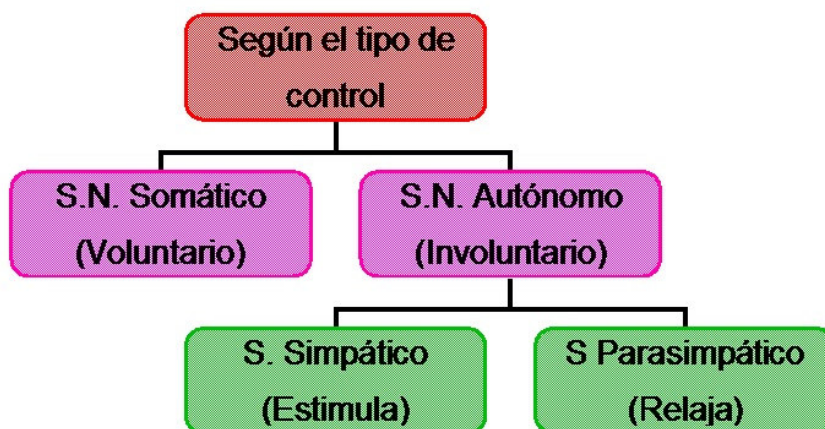 Según el tipo de
control
S.N. Somático
(Voluntario)
S.N. Autónomo
(Involuntario)
S. Simpático
(Estimula)
S Parasimpático
(Relaja)